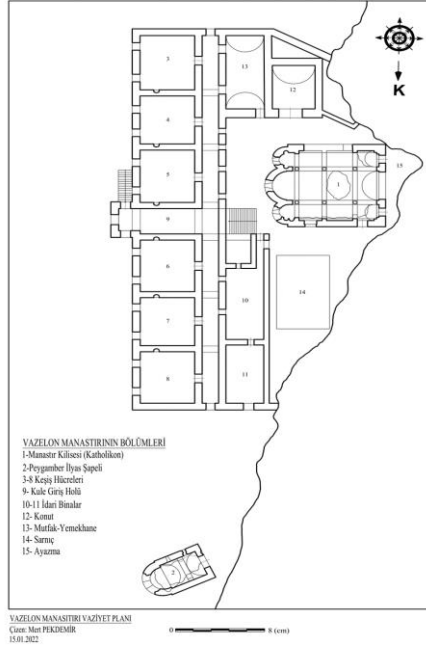 K
3
13
12
4
5
15
1
9
6
14
10
7
11
8
VAZELON MANASTIRININ BÖLÜMLERİ
1-Manastır Kilisesi (Katholikon)
2-Peygamber İlyas Şapeli
3-8 Keşiş Hücreleri
9- Kule Giriş Holü
10-11 İdari Binalar
12- Konut
13- Mutfak-Yemekhane
14- Sarnıç
15- Ayazma
2
VAZELON MANASITIRI VAZİYET PLANI
Çizen: Mert PEKDEMİR
15.01.2022
0 8 (cm)